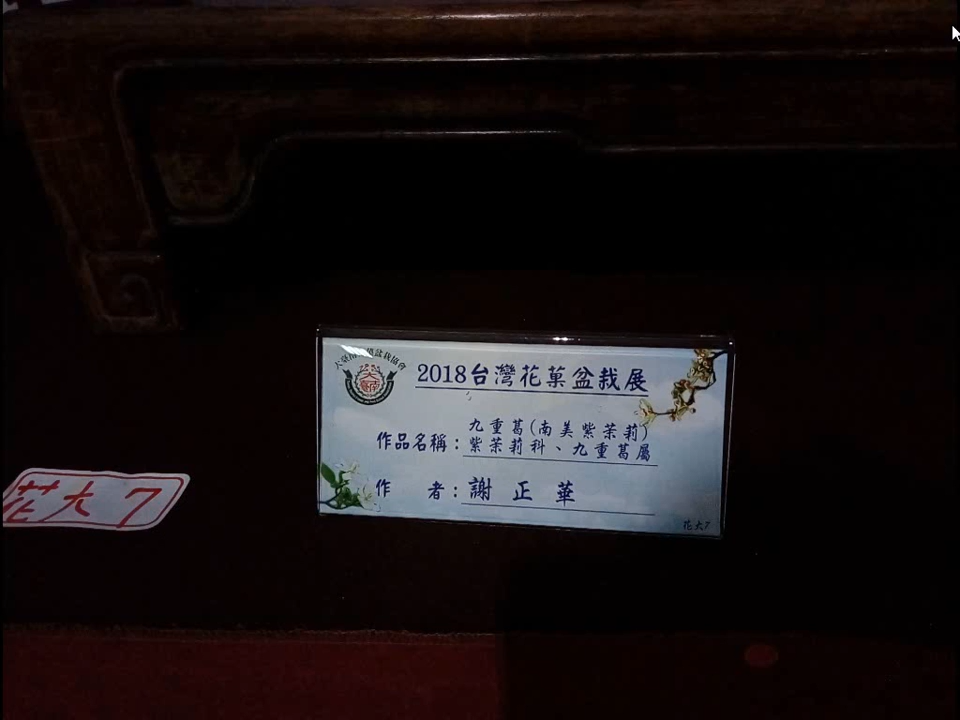 2018台灣花菓盆栽展
九重葛(南美紫茉莉)
作品名稱:紫茉莉科、九重葛屬
作 者:謝正華
花大7
花大7